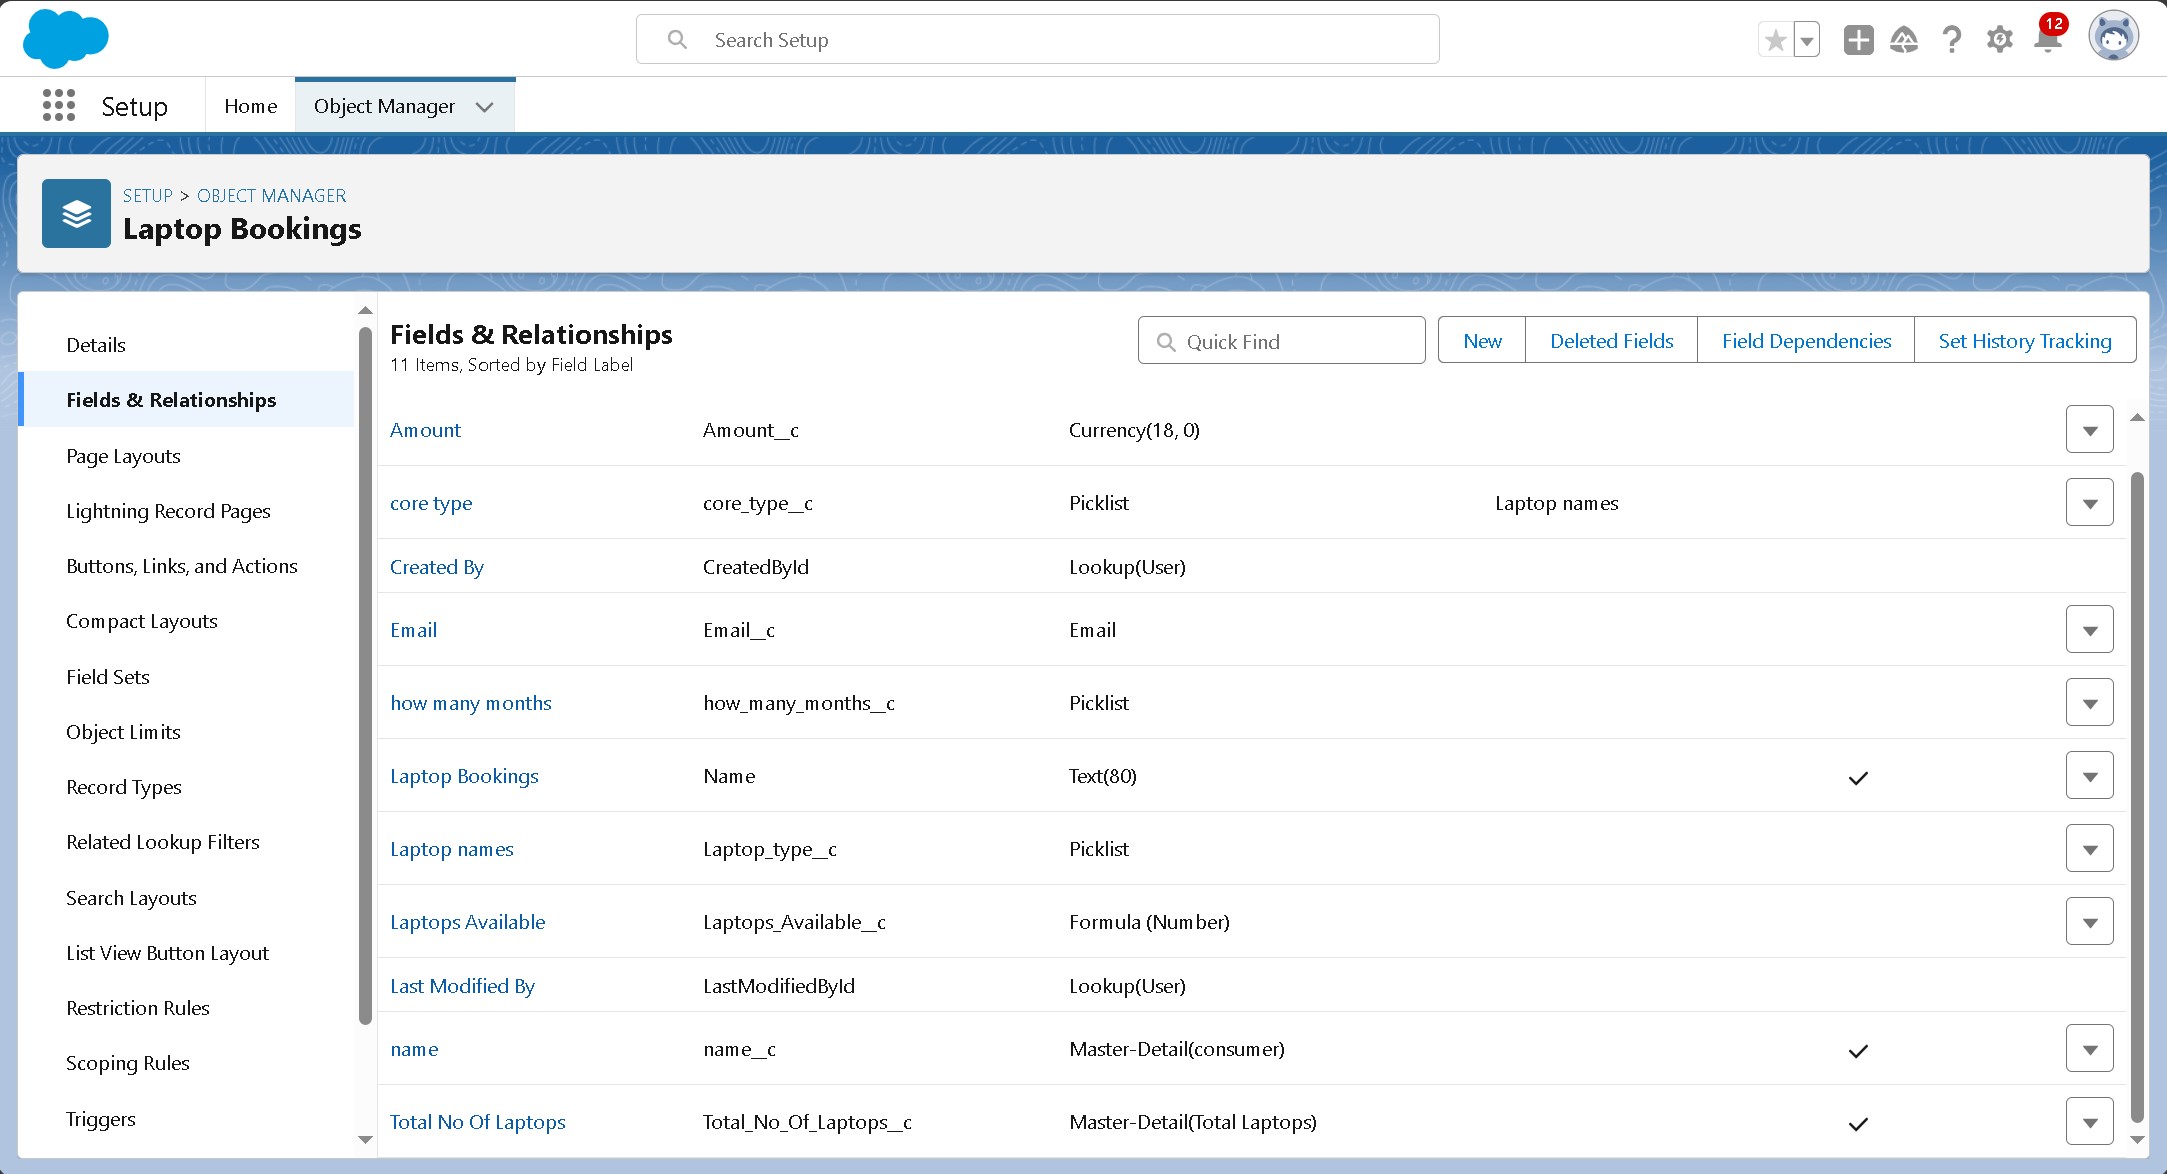 Search Setup
12
Setup
Home
Object Manager
SETUP > OBJECT MANAGER
Laptop Bookings
Details
Fields & Relationships
Page Layouts
Lightning Record Pages
Buttons, Links, and Actions
Compact Layouts
Field Sets
Object Limits
Record Types
Related Lookup Filters
Search Layouts
List View Button Layout
Restriction Rules
Scoping Rules
Triggers
Fields & Relationships
11 Items, Sorted by Field Label
Quick Find
New
Deleted Fields
Field Dependencies
Set History Tracking
Amount Amount__c Currency(18, 0)
core type core_type__c Picklist Laptop names
Created By CreatedById Lookup(User)
Email Email__c Email
how many months how_many_months__c Picklist
Laptop Bookings Name Text(80)
Laptop names Laptop_type__c Picklist
Laptops Available Laptops_Available__c Formula (Number)
Last Modified By LastModifiedById Lookup(User)
name name__c Master-Detail(consumer)
Total No Of Laptops Total_No_Of_Laptops__c Master-Detail(Total Laptops)